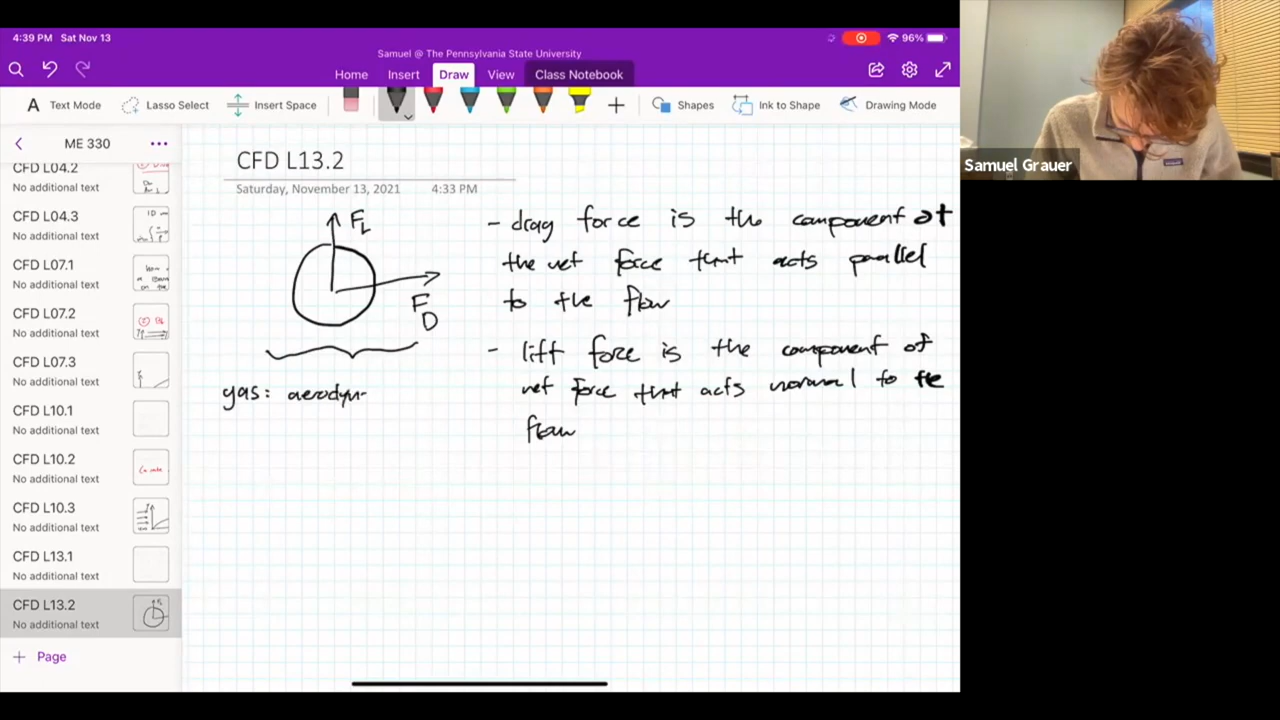 4:39 PM Sat Nov 13
96%
Samuel @ The Pennsylvania State University
Home Insert Draw View Class Notebook
A Text Mode Lasso Select Insert Space Shapes Ink to Shape Drawing Mode
ME 330
CFD L04.2
No additional text
CFD L04.3
No additional text
CFD L07.1
No additional text
CFD L07.2
No additional text
CFD L07.3
No additional text
CFD L10.1
No additional text
CFD L10.2
No additional text
CFD L10.3
No additional text
CFD L13.1
No additional text
CFD L13.2
No additional text
+ Page
CFD L13.2
Saturday, November 13, 2021 4:33 PM
FL
FD
gas: aerodyn
- drag force is the component of
the net force that acts parallel
to the flow
- lift force is the component of
net force that acts normal to the
flow
Samuel Grauer